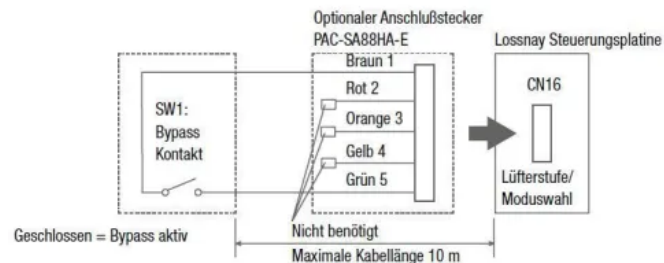 Optionaler Anschlußstecker
PAC-SA88HA-E
Lossnay Steuerungsplatine
Braun 1
Rot 2
Orange 3
Gelb 4
Grün 5
SW1:
Bypass
Kontakt
CN16
Lüfterstufe/
Moduswahl
Geschlossen = Bypass aktiv
Nicht benötigt
Maximale Kabellänge 10 m